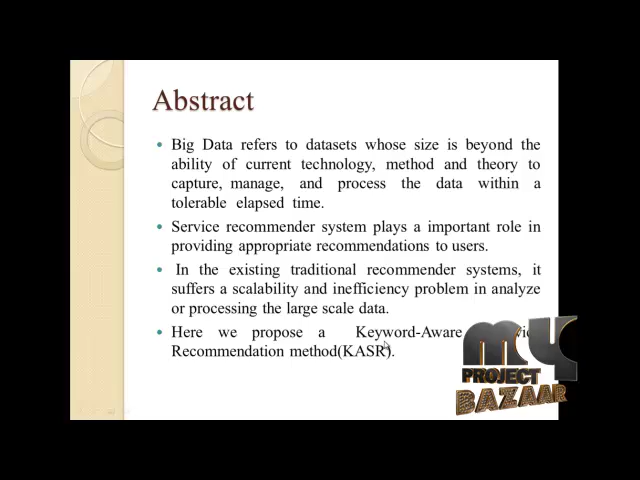 Abstract
Big Data refers to datasets whose size is beyond the
ability of current technology, method and theory to
capture, manage, and process the data within a
tolerable elapsed time.
Service recommender system plays a important role in
providing appropriate recommendations to users.
In the existing traditional recommender systems, it
suffers a scalability and inefficiency problem in analyze
or processing the large scale data.
Here we propose a Keyword-Aware
Recommendation method(KASR).
my
PROJECT
BAZAAR